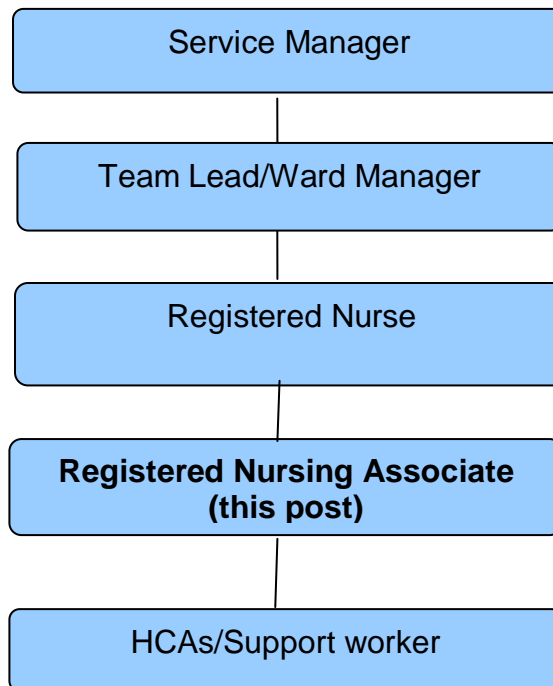 Service Manager
Team Lead/Ward Manager
Registered Nurse
Registered Nursing Associate
(this post)
HCAs/Support worker